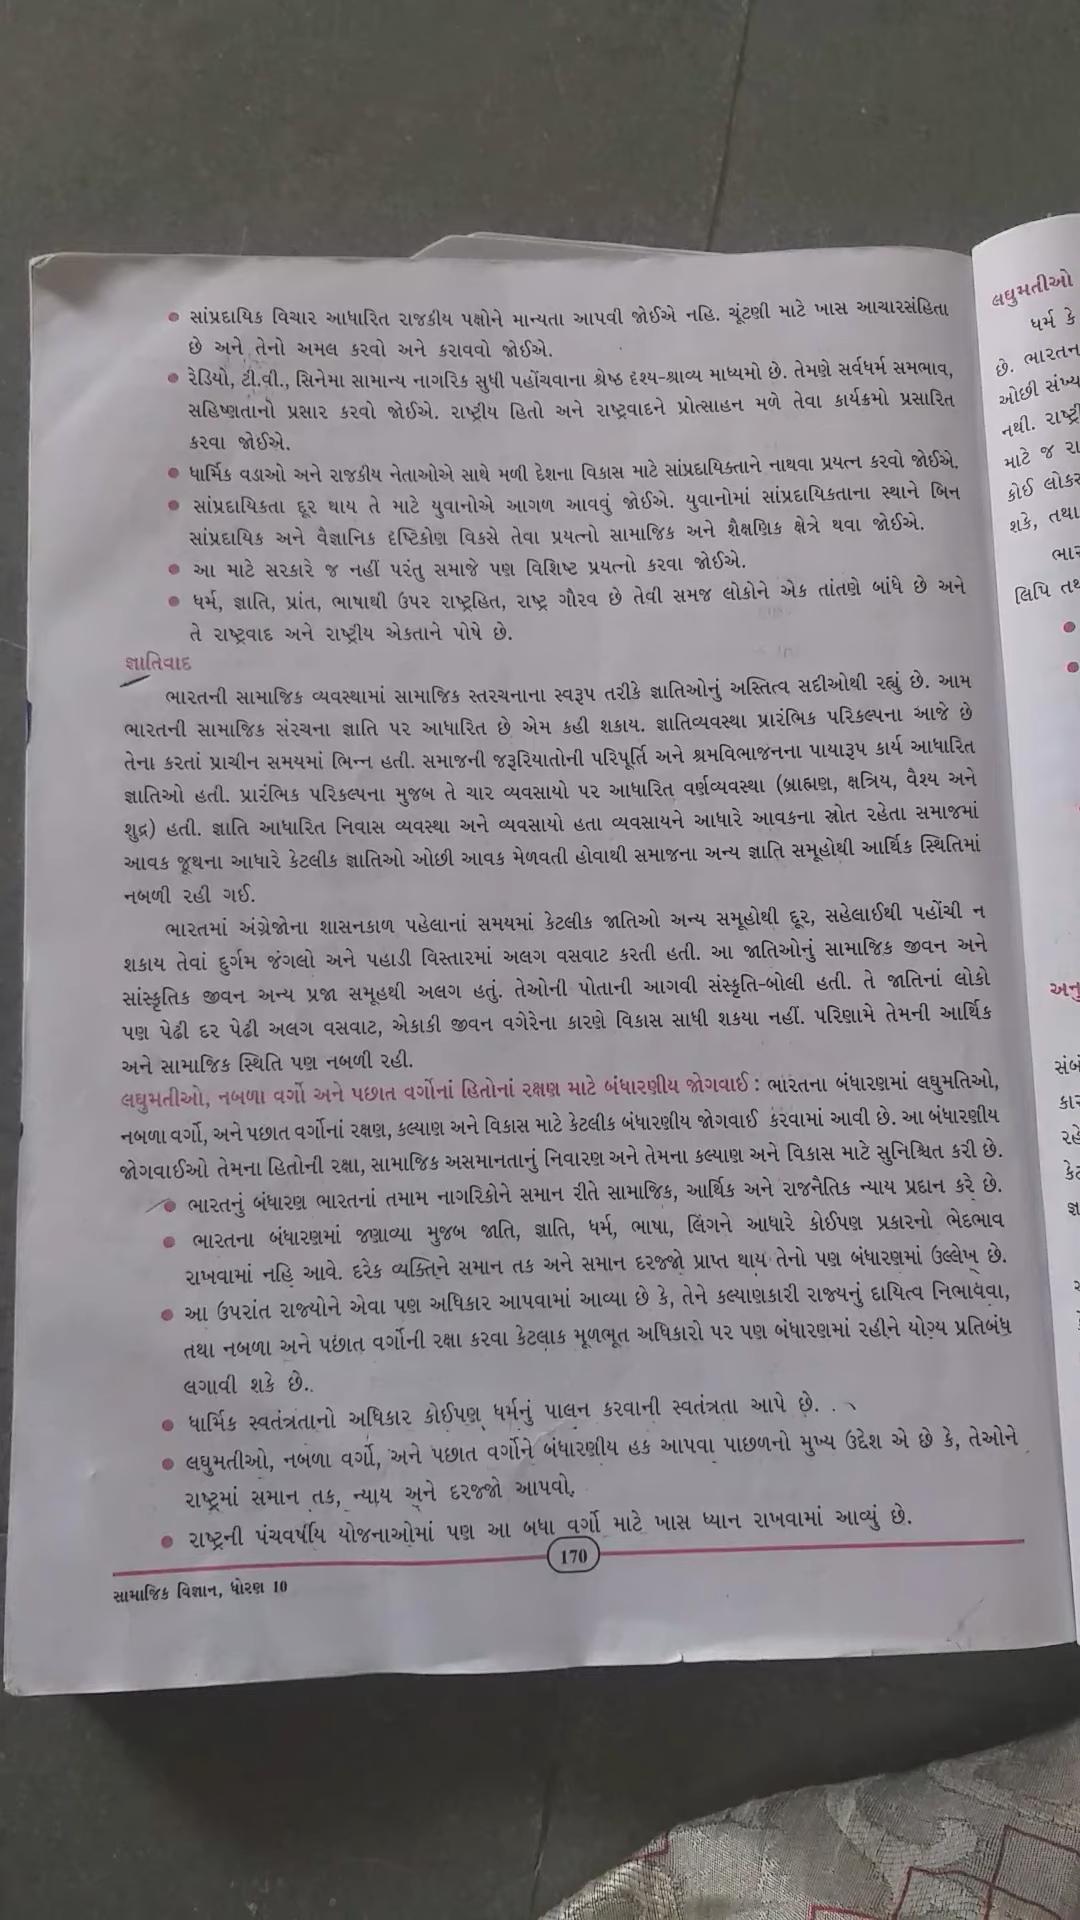 સાંપ્રદાયિક વિચાર આધારિત રાજકીય પક્ષોને માન્યતા આપવી જોઈએ નહિ. ચૂંટણી માટે ખાસ આચારસંહિતા
છે અને તેનો અમલ કરવો અને કરાવવો જોઈએ.
રેડિયો, ટી.વી., સિનેમા સામાન્ય નાગરિક સુધી પહોંચવાના શ્રેષ્ઠ દૃશ્ય-શ્રાવ્ય માધ્યમો છે. તેમણે સર્વધર્મ સમભાવ,
સહિષ્ણતાનો પ્રસાર કરવો જોઈએ. રાષ્ટ્રીય હિતો અને રાષ્ટ્રવાદને પ્રોત્સાહન મળે તેવા કાર્યક્રમો પ્રસારિત
કરવા જોઈએ.
ધાર્મિક વડાઓ અને રાજકીય નેતાઓએ સાથે મળી દેશના વિકાસ માટે સાંપ્રદાયિક્તાને નાથવા પ્રયત્ન કરવો જોઈએ.
સાંપ્રદાયિકતા દૂર થાય તે માટે યુવાનોએ આગળ આવવું જોઈએ. યુવાનોમાં સાંપ્રદાયિકતાના સ્થાને બિન
સાંપ્રદાયિક અને વૈજ્ઞાનિક દૃષ્ટિકોણ વિકસે તેવા પ્રયત્નો સામાજિક અને શૈક્ષણિક ક્ષેત્રે થવા જોઈએ.
આ માટે સરકારે જ નહીં પરંતુ સમાજે પણ વિશિષ્ટ પ્રયત્નો કરવા જોઈએ.
ધર્મ, જ્ઞાતિ, પ્રાંત, ભાષાથી ઉપર રાષ્ટ્રહિત, રાષ્ટ્ર ગૌરવ છે તેવી સમજ લોકોને એક તાંતણે બાંધે છે અને
તે રાષ્ટ્રવાદ અને રાષ્ટ્રીય એકતાને પોષે છે.
જ્ઞાતિવાદ
ભારતની સામાજિક વ્યવસ્થામાં સામાજિક સ્તરચનાના સ્વરૂપ તરીકે જ્ઞાતિઓનું અસ્તિત્વ સદીઓથી રહ્યું છે. આમ
ભારતની સામાજિક સંરચના જ્ઞાતિ પર આધારિત છે એમ કહી શકાય. જ્ઞાતિવ્યવસ્થા પ્રારંભિક પરિકલ્પના આજે છે
તેના કરતાં પ્રાચીન સમયમાં ભિન્ન હતી. સમાજની જરૂરિયાતોની પરિપૂર્તિ અને શ્રમવિભાજનના પાયારૂપ કાર્ય આધારિત
જ્ઞાતિઓ હતી. પ્રારંભિક પરિકલ્પના મુજબ તે ચાર વ્યવસાયો પર આધારિત વર્ણવ્યવસ્થા (બ્રાહ્મણ, ક્ષત્રિય, વૈશ્ય અને
શુદ્ર) હતી. જ્ઞાતિ આધારિત નિવાસ વ્યવસ્થા અને વ્યવસાયો હતા વ્યવસાયને આધારે આવકના સ્રોત રહેતા સમાજમાં
આવક જૂથના આધારે કેટલીક જ્ઞાતિઓ ઓછી આવક મેળવતી હોવાથી સમાજના અન્ય જ્ઞાતિ સમૂહોથી આર્થિક સ્થિતિમાં
નબળી રહી ગઈ.
ભારતમાં અંગ્રેજોના શાસનકાળ પહેલાનાં સમયમાં કેટલીક જાતિઓ અન્ય સમૂહોથી દૂર, સહેલાઈથી પહોંચી ન
શકાય તેવાં દુર્ગમ જંગલો અને પહાડી વિસ્તારમાં અલગ વસવાટ કરતી હતી. આ જાતિઓનું સામાજિક જીવન અને
સાંસ્કૃતિક જીવન અન્ય પ્રજા સમૂહથી અલગ હતું. તેઓની પોતાની આગવી સંસ્કૃતિ-બોલી હતી. તે જાતિનાં લોકો
પણ પેઢી દર પેઢી અલગ વસવાટ, એકાકી જીવન વગેરેના કારણે વિકાસ સાધી શકયા નહીં. પરિણામે તેમની આર્થિક
અને સામાજિક સ્થિતિ પણ નબળી રહી.
લઘુમતીઓ, નબળા વર્ગો અને પછાત વર્ગોનાં હિતોનાં રક્ષણ માટે બંધારણીય જોગવાઈ : ભારતના બંધારણમાં લઘુમતિઓ,
નબળા વર્ગો, અને પછાત વર્ગોનાં રક્ષણ, કલ્યાણ અને વિકાસ માટે કેટલીક બંધારણીય જોગવાઈ કરવામાં આવી છે. આ બંધારણીય
જોગવાઈઓ તેમના હિતોની રક્ષા, સામાજિક અસમાનતાનું નિવારણ અને તેમના કલ્યાણ અને વિકાસ માટે સુનિશ્ચિત કરી છે.
ભારતનું બંધારણ ભારતનાં તમામ નાગરિકોને સમાન રીતે સામાજિક, આર્થિક અને રાજનૈતિક ન્યાય પ્રદાન કરે છે.
ભારતના બંધારણમાં જણાવ્યા મુજબ જાતિ, જ્ઞાતિ, ધર્મ, ભાષા, લિંગને આધારે કોઈપણ પ્રકારનો ભેદભાવ
રાખવામાં નહિ આવે. દરેક વ્યક્તિને સમાન તક અને સમાન દરજ્જો પ્રાપ્ત થાય તેનો પણ બંધારણમાં ઉલ્લેખ છે.
આ ઉપરાંત રાજ્યોને એવા પણ અધિકાર આપવામાં આવ્યા છે કે, તેને કલ્યાણકારી રાજ્યનું દાયિત્વ નિભાવવા,
તથા નબળા અને પછાત વર્ગોની રક્ષા કરવા કેટલાક મૂળભૂત અધિકારો પર પણ બંધારણમાં રહીને યોગ્ય પ્રતિબંધ
લગાવી શકે છે..
ધાર્મિક સ્વતંત્રતાનો અધિકાર કોઈપણ ધર્મનું પાલન કરવાની સ્વતંત્રતા આપે છે.
લઘુમતીઓ, નબળા વર્ગો, અને પછાત વર્ગોને બંધારણીય હક આપવા પાછળનો મુખ્ય ઉદ્દેશ એ છે કે, તેઓને
રાષ્ટ્રમાં સમાન તક, ન્યાય અને દરજ્જો આપવો.
રાષ્ટ્રની પંચવર્ષીય યોજનાઓમાં પણ આ બધા વર્ગો માટે ખાસ ધ્યાન રાખવામાં આવ્યું છે.
170
સામાજિક વિજ્ઞાન, ધોરણ 10
લઘુમતીઓ
ધર્મ કે
છે. ભારતન
ઓછી સંખ્ય
નથી. રાષ્ટ્રી
માટે જ રા
કોઈ લોકસ
શકે, તથા
ભાર
લિપિ તથ
અનુ
સંબં
કાર
રહે
કેટ
જ્ઞા